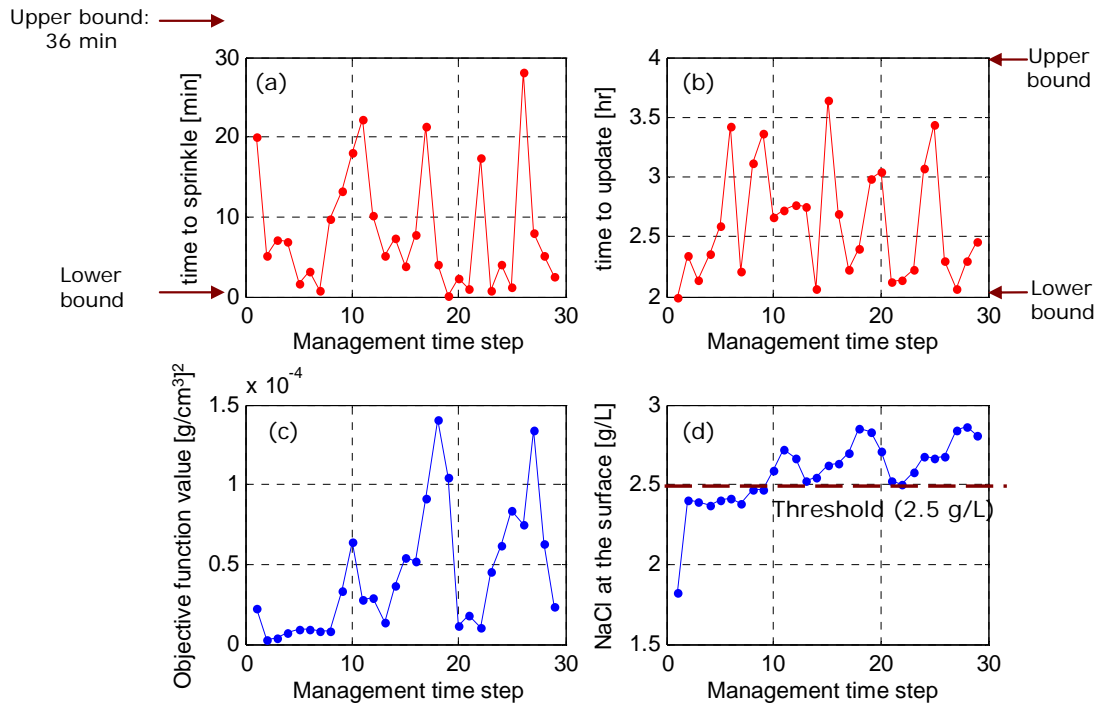 Upper bound:
36 min
Lower
bound
(a)
time to sprinkle [min]
30
20
10
0
0
10
20
30
Management time step
(b)
time to update [hr]
4
3.5
3
2.5
2
0
10
20
30
Management time step
Upper
bound
Lower
bound
x 10⁻⁴
(c)
Objective function value [g/cm³]²
1.5
1
0.5
0
0
10
20
30
Management time step
(d)
NaCl at the surface [g/L]
3
2.5
2
1.5
Threshold (2.5 g/L)
0
10
20
30
Management time step